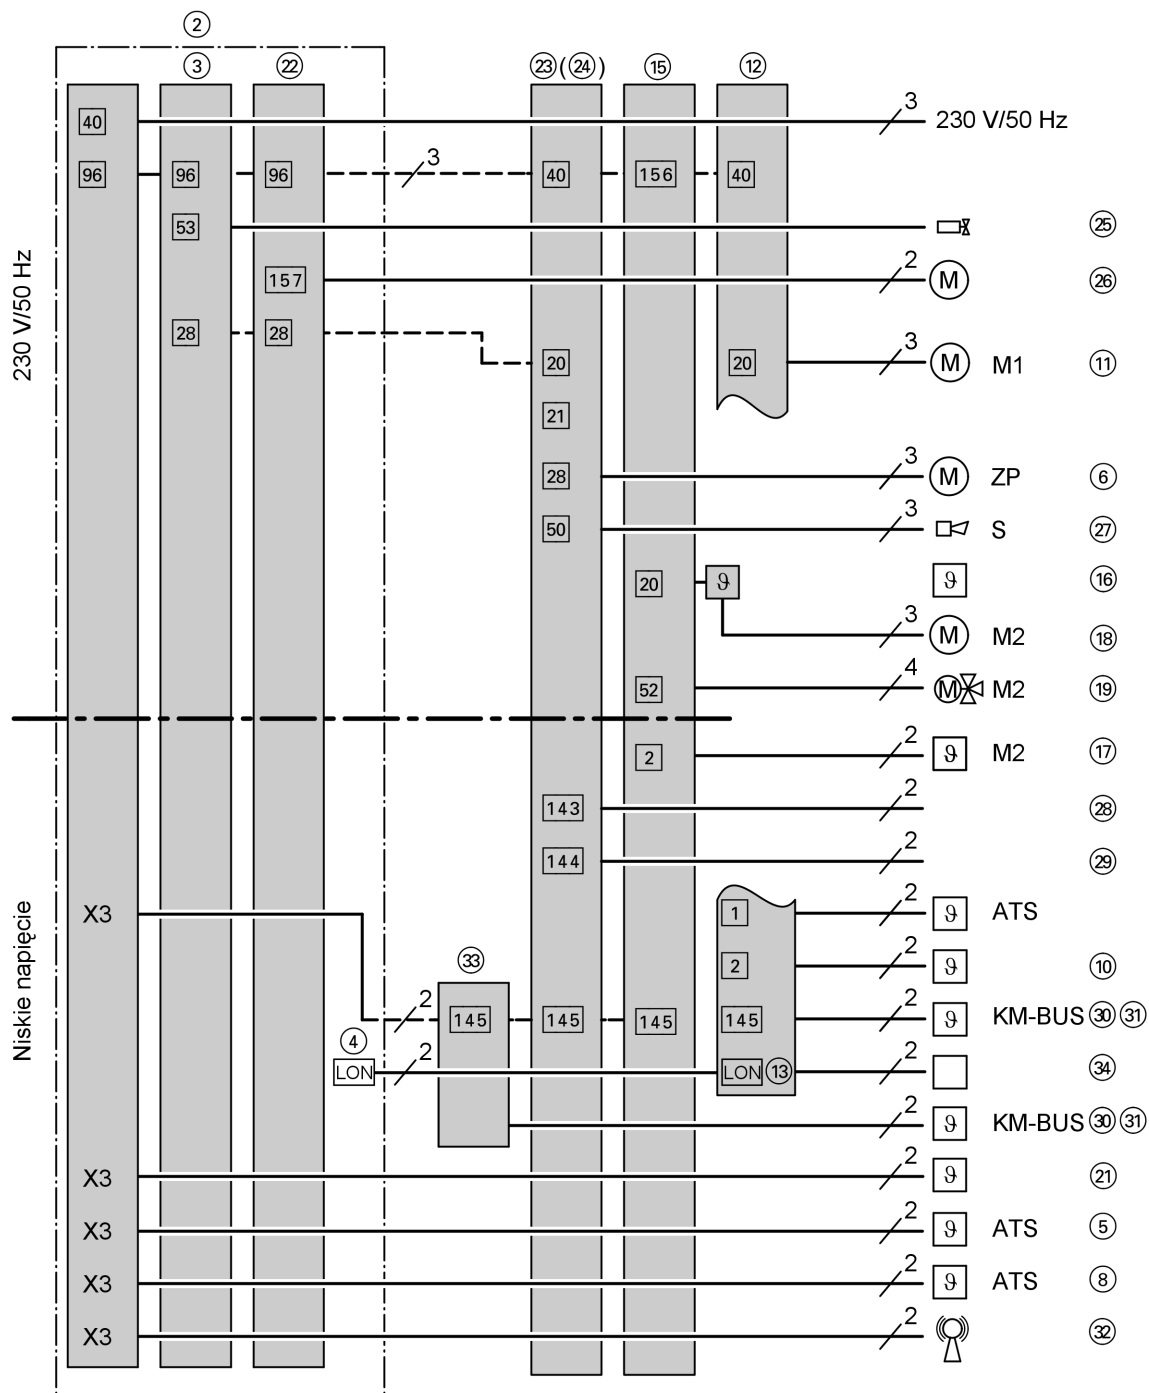 ②
③ ㉒ ㉓(㉔) ⑮ ⑫
40 3 230 V/50 Hz
96 96 96 3 40 156 40
53 ㉕
157 2 M ㉖
230 V/50 Hz
28 28
20 20 3 M M1 ⑪
21
28 3 M ZP ⑥
50 3 S ㉗
20 ϑ ϑ ⑯
3 M M2 ⑱
52 4 M M2 ⑲
2 2 ϑ M2 ⑰
143 2 ㉘
144 2 ㉙
Niskie napięcie
X3 1 2 ϑ ATS
㉝ 2 2 ϑ ⑩
2 145 145 145 145 2 ϑ KM-BUS ㉚ ㉛
④ LON 2 LON ⑬ 2 ㉞
2 ϑ KM-BUS ㉚ ㉛
X3 2 ϑ ㉑
X3 2 ϑ ATS ⑤
X3 2 ϑ ATS ⑧
X3 2 ㉜